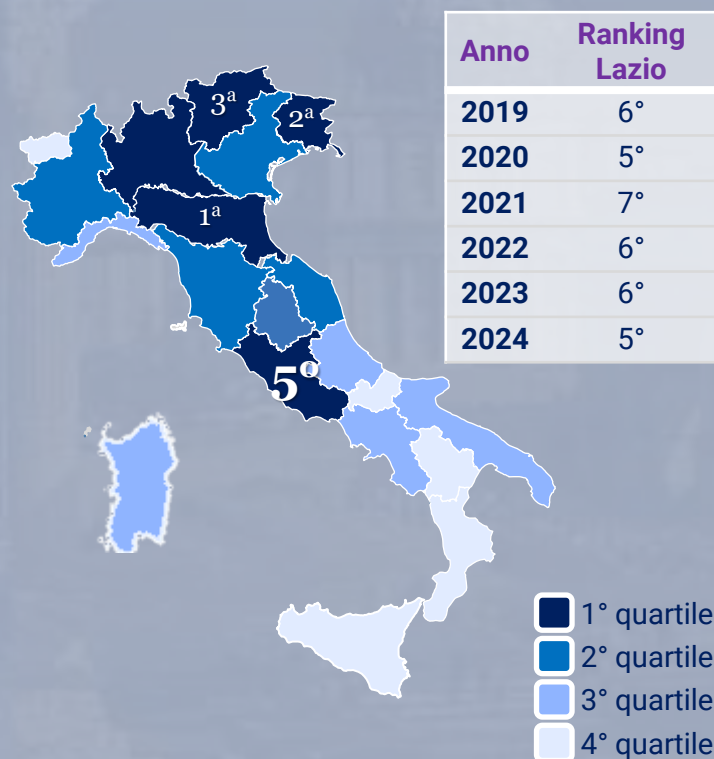 Anno Ranking Lazio
2019 6°
2020 5°
2021 7°
2022 6°
2023 6°
2024 5°
3ª
2ª
1ª
5º
1° quartile
2° quartile
3° quartile
4° quartile